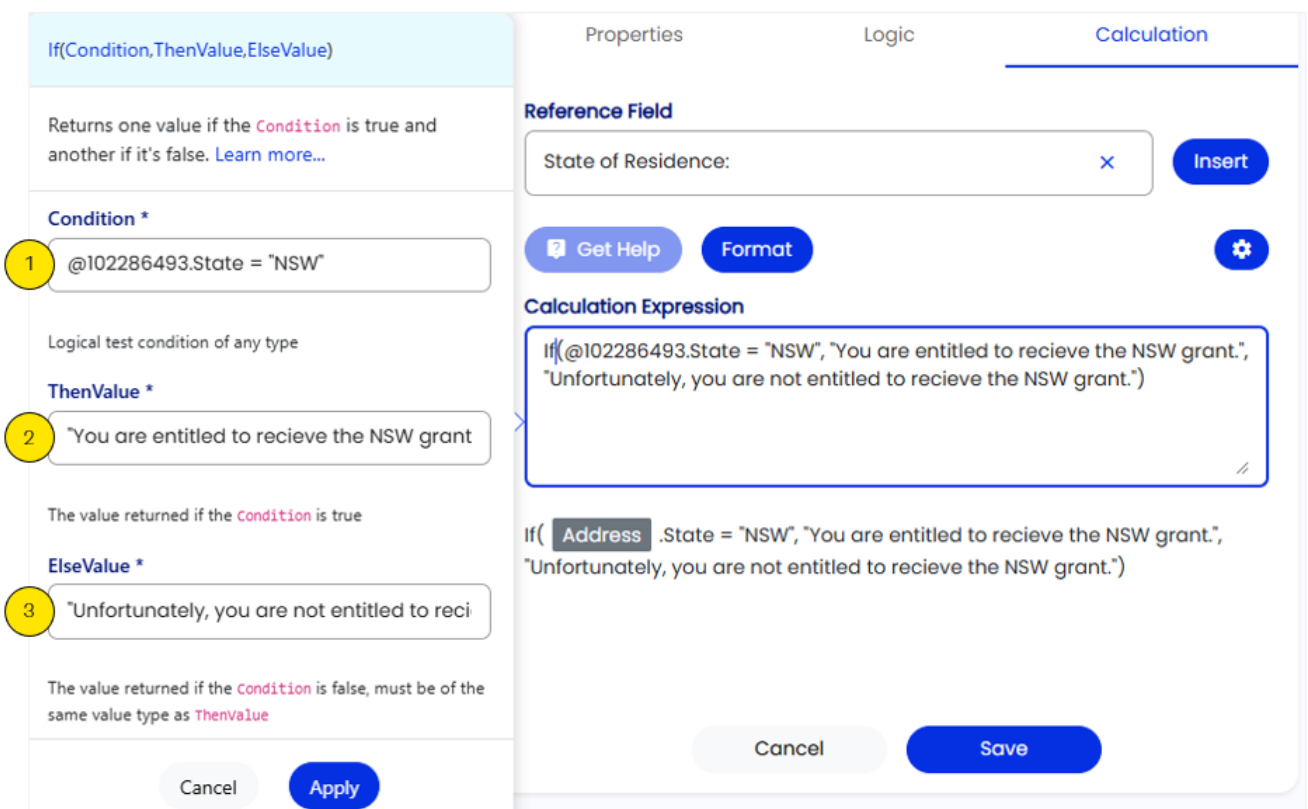 If(Condition,ThenValue,ElseValue)
Returns one value if the Condition is true and
another if it's false. Learn more...
Condition *
1
@102286493.State = "NSW"
Logical test condition of any type
ThenValue *
2
"You are entitled to recieve the NSW grant
The value returned if the Condition is true
ElseValue *
3
"Unfortunately, you are not entitled to reci
The value returned if the Condition is false, must be of the
same value type as ThenValue
Cancel
Apply
Properties Logic Calculation
Reference Field
State of Residence: ×
Insert
Get Help
Format
Calculation Expression
If(@102286493.State = "NSW", "You are entitled to recieve the NSW grant.",
"Unfortunately, you are not entitled to recieve the NSW grant.")
If( Address .State = "NSW", "You are entitled to recieve the NSW grant.",
"Unfortunately, you are not entitled to recieve the NSW grant.")
Cancel
Save